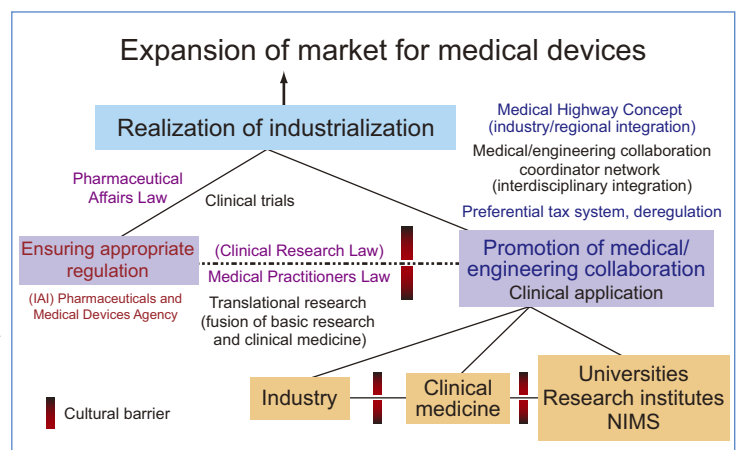 Expansion of market for medical devices
Realization of industrialization
Medical Highway Concept
(industry/regional integration)
Medical/engineering collaboration
coordinator network
(interdisciplinary integration)
Preferential tax system, deregulation
Pharmaceutical
Affairs Law
Clinical trials
Ensuring appropriate
regulation
(Clinical Research Law)
Medical Practitioners Law
Promotion of medical/
engineering collaboration
Clinical application
(IAI) Pharmaceuticals and
Medical Devices Agency
Translational research
(fusion of basic research
and clinical medicine)
Industry
Clinical
medicine
Universities
Research institutes
NIMS
Cultural barrier